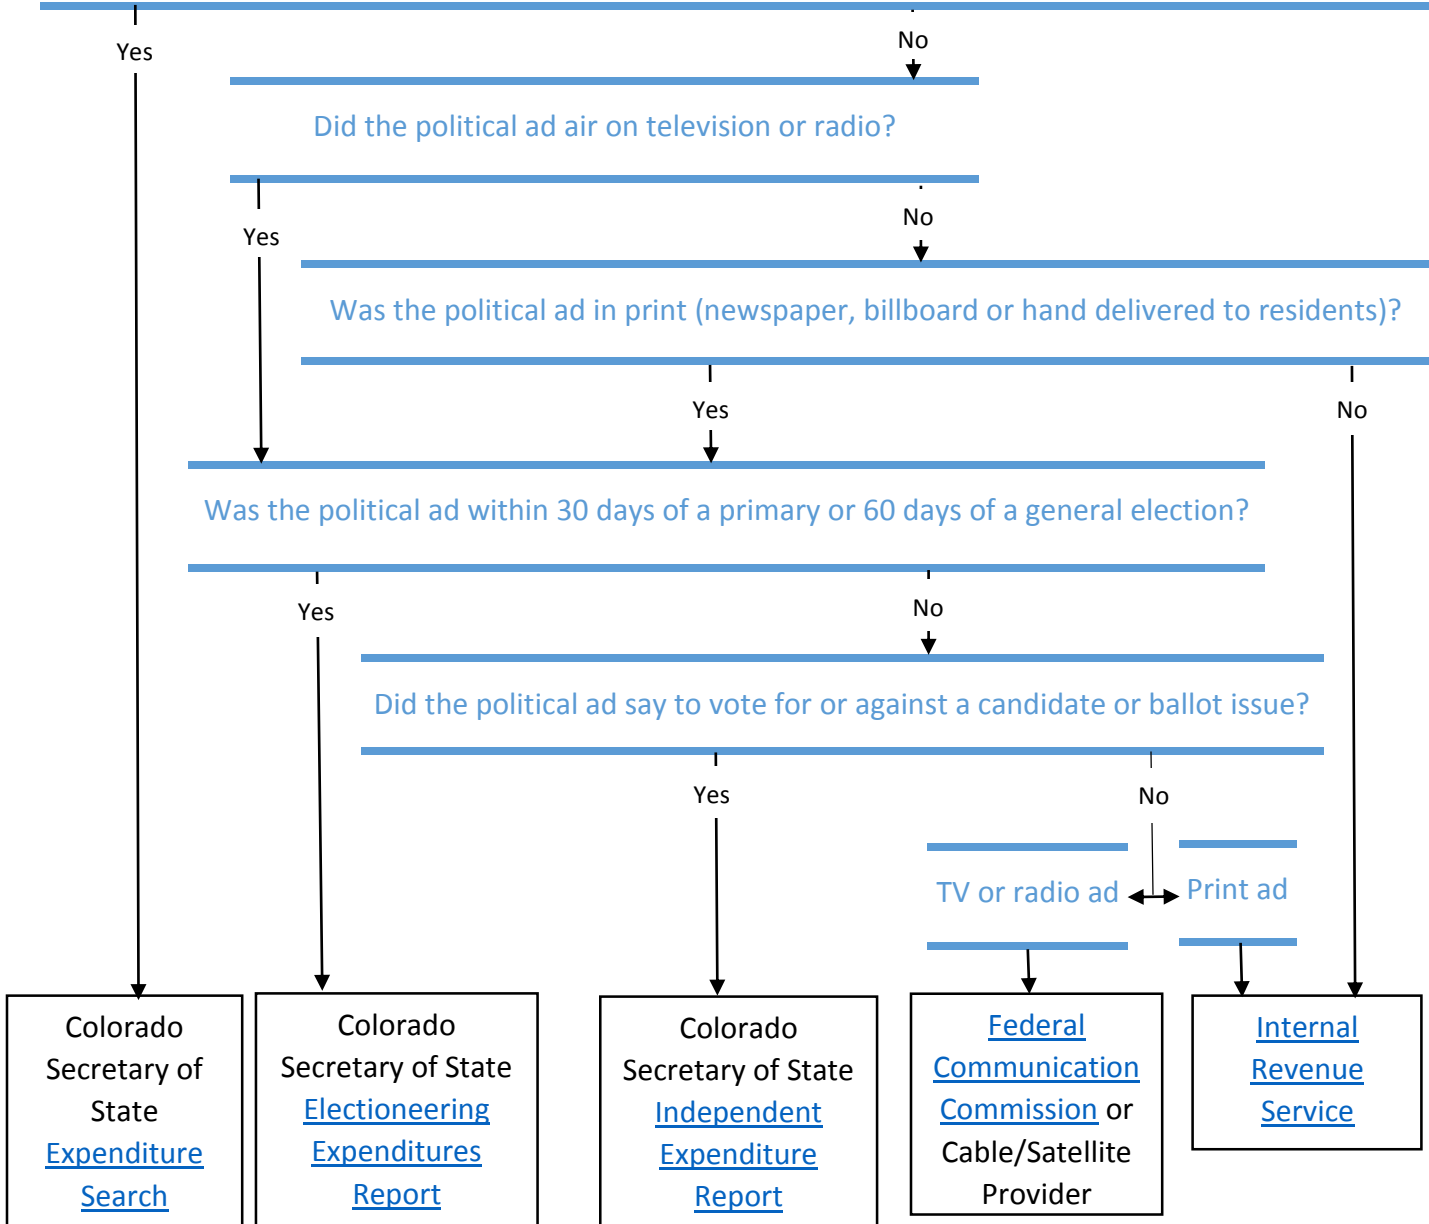 Yes
No
Did the political ad air on television or radio?
Yes
No
Was the political ad in print (newspaper, billboard or hand delivered to residents)?
Yes
No
Was the political ad within 30 days of a primary or 60 days of a general election?
Yes
No
Did the political ad say to vote for or against a candidate or ballot issue?
Yes
No
TV or radio ad
Print ad
Colorado
Secretary of
State
Expenditure
Search
Colorado
Secretary of State
Electioneering
Expenditures
Report
Colorado
Secretary of State
Independent
Expenditure
Report
Federal
Communication
Commission or
Cable/Satellite
Provider
Internal
Revenue
Service